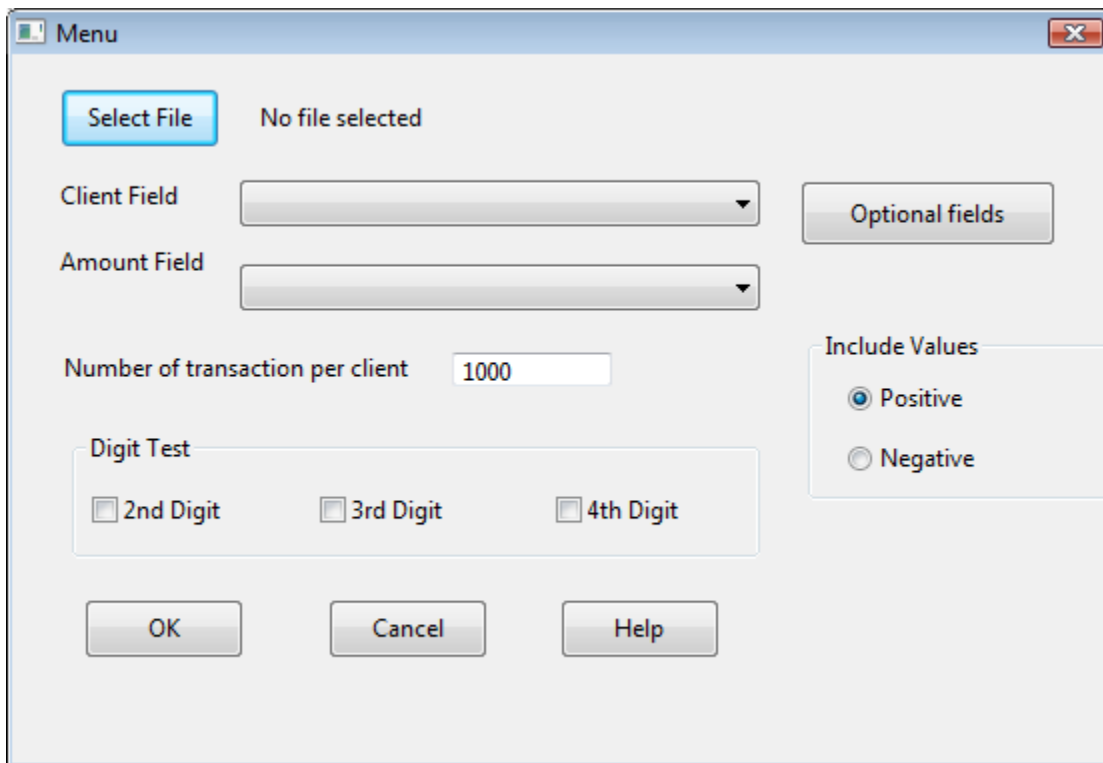 Menu
Select File
No file selected
Client Field
Optional fields
Amount Field
Number of transaction per client
1000
Include Values
Positive
Negative
Digit Test
2nd Digit
3rd Digit
4th Digit
OK
Cancel
Help